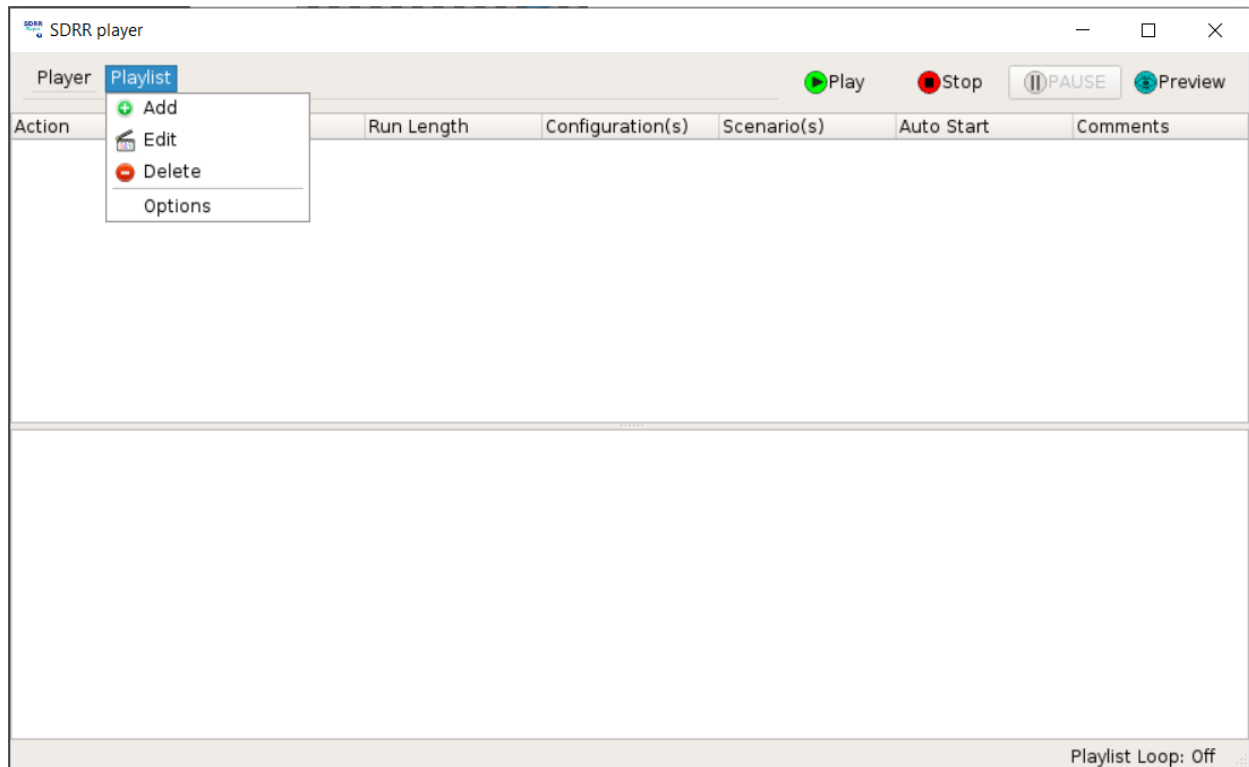 SDRR player
Player Playlist Play Stop PAUSE Preview
Add
Edit
Delete
Options
Action Run Length Configuration(s) Scenario(s) Auto Start Comments
Playlist Loop: Off